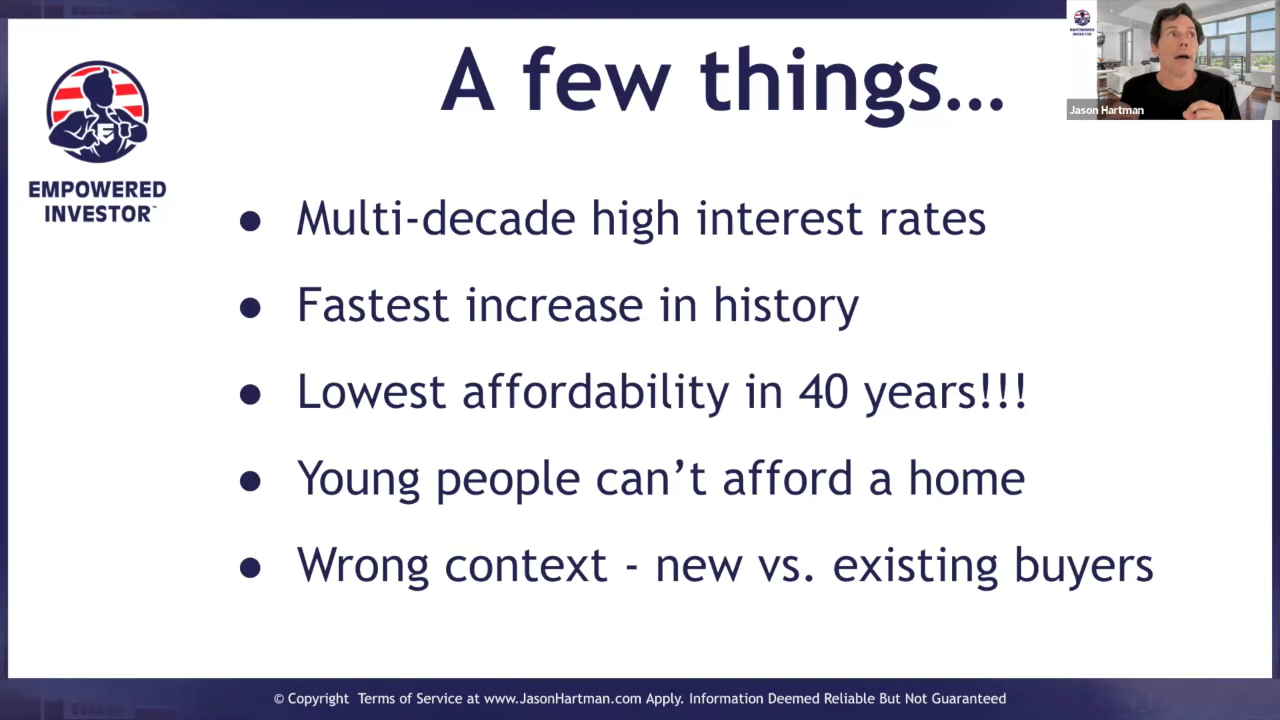 A few things...
EMPOWERED
INVESTOR™
● Multi-decade high interest rates
● Fastest increase in history
● Lowest affordability in 40 years!!!
● Young people can’t afford a home
● Wrong context - new vs. existing buyers
EMPOWERED
INVESTOR
Jason Hartman
© Copyright Terms of Service at www.JasonHartman.com Apply. Information Deemed Reliable But Not Guaranteed